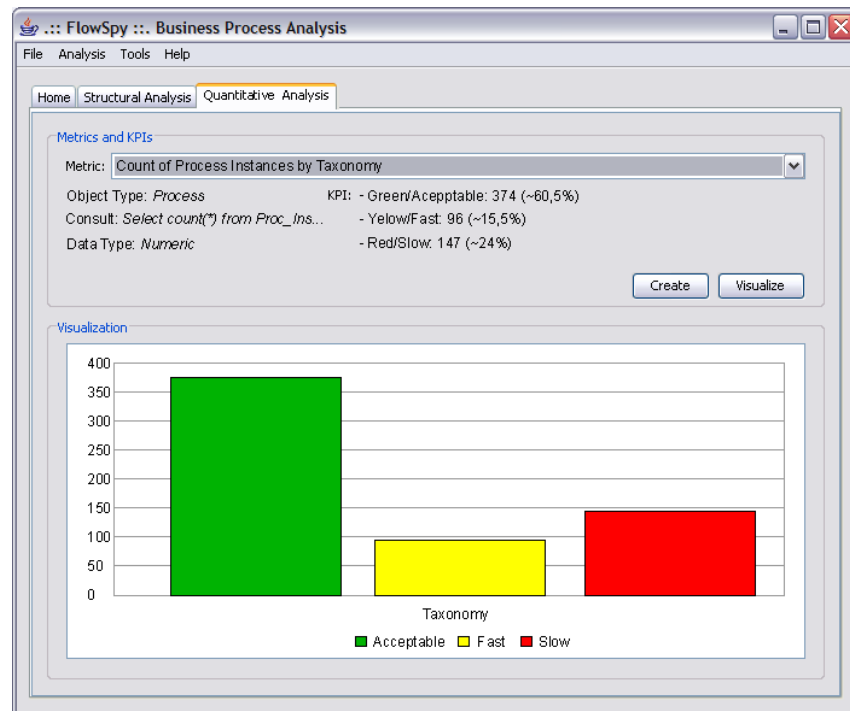 .:: FlowSpy ::. Business Process Analysis
File Analysis Tools Help
Home Structural Analysis Quantitative Analysis
Metrics and KPIs
Metric: Count of Process Instances by Taxonomy
Object Type: Process KPI: - Green/Acepptable: 374 (~60,5%)
Consult: Select count(*) from Proc_Ins... - Yelow/Fast: 96 (~15,5%)
Data Type: Numeric - Red/Slow: 147 (~24%)
Create Visualize
Visualization
400
350
300
250
200
150
100
50
0
Taxonomy
Acceptable Fast Slow